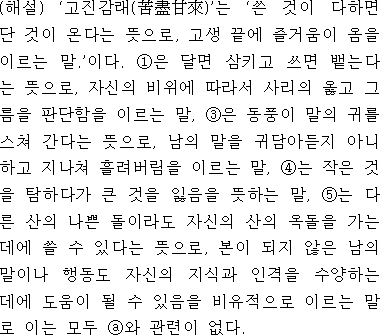 (해설) ‘고진감래(苦盡甘來)’는 ‘쓴 것이 다하면
단 것이 온다는 뜻으로, 고생 끝에 즐거움이 옴을
이르는 말.’이다. ①은 달면 삼키고 쓰면 뱉는다
는 뜻으로, 자신의 비위에 따라서 사리의 옳고 그
름을 판단함을 이르는 말, ③은 동풍이 말의 귀를
스쳐 간다는 뜻으로, 남의 말을 귀담아듣지 아니
하고 지나쳐 흘려버림을 이르는 말, ④는 작은 것
을 탐하다가 큰 것을 잃음을 뜻하는 말, ⑤는 다
른 산의 나쁜 돌이라도 자신의 산의 옥돌을 가는
데에 쓸 수 있다는 뜻으로, 본이 되지 않은 남의
말이나 행동도 자신의 지식과 인격을 수양하는
데에 도움이 될 수 있음을 비유적으로 이르는 말
로 이는 모두 ⓐ와 관련이 없다.